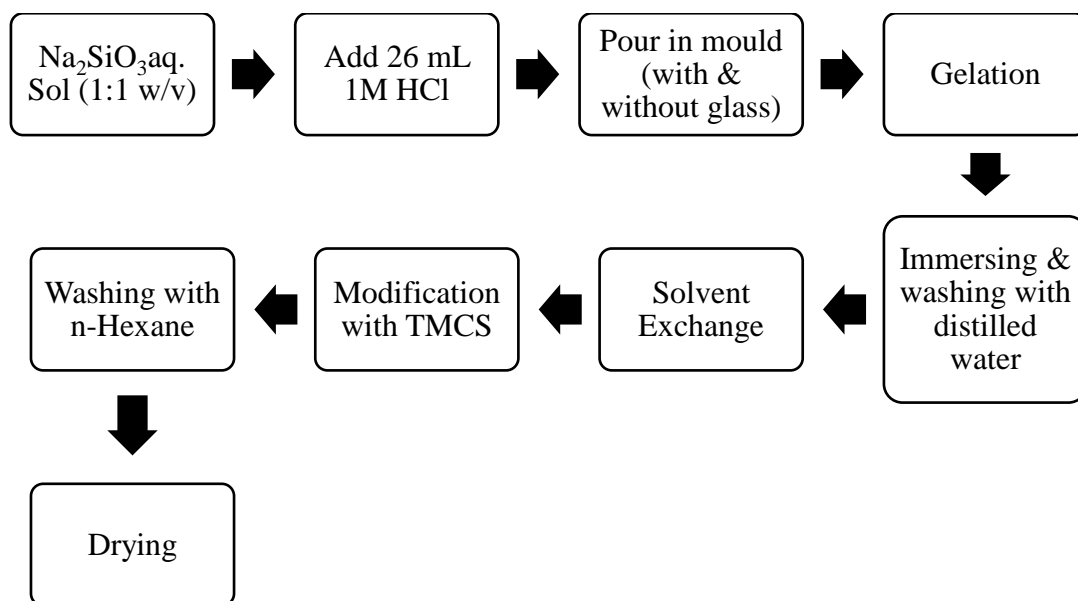 Na₂SiO₃aq.
Sol (1:1 w/v)
Add 26 mL
1M HCl
Pour in mould
(with &
without glass)
Gelation
Immersing &
washing with
distilled
water
Solvent
Exchange
Modification
with TMCS
Washing with
n-Hexane
Drying